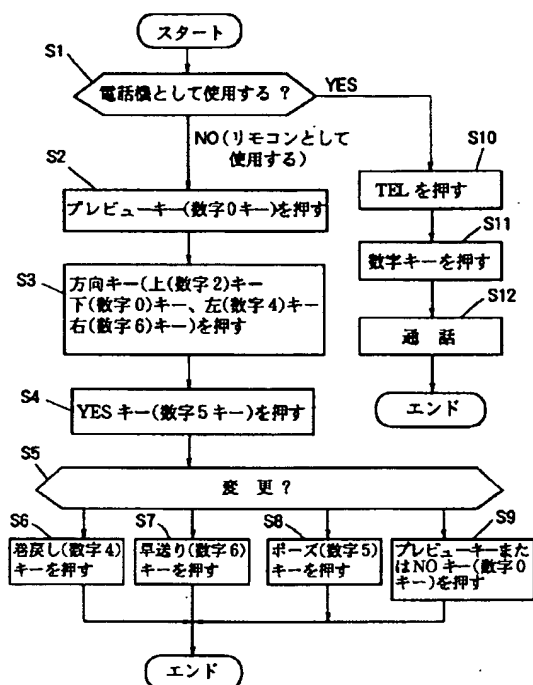 スタート
S1
電話機として使用する?
YES
NO(リモコンとして
使用する)
S2
プレビューキー(数字0キー)を押す
S3
方向キー(上(数字2)キー
下(数字0)キー、左(数字4)キー
右(数字6)キー)を押す
S4
YESキー(数字5キー)を押す
S5
変 更?
S6
巻戻し(数字4)
キーを押す
S7
早送り(数字6)
キーを押す
S8
ポーズ(数字5)
キーを押す
S9
プレビューキーまた
はNOキー(数字0
キー)を押す
エンド
S10
TELを押す
S11
数字キーを押す
S12
通 話
エンド